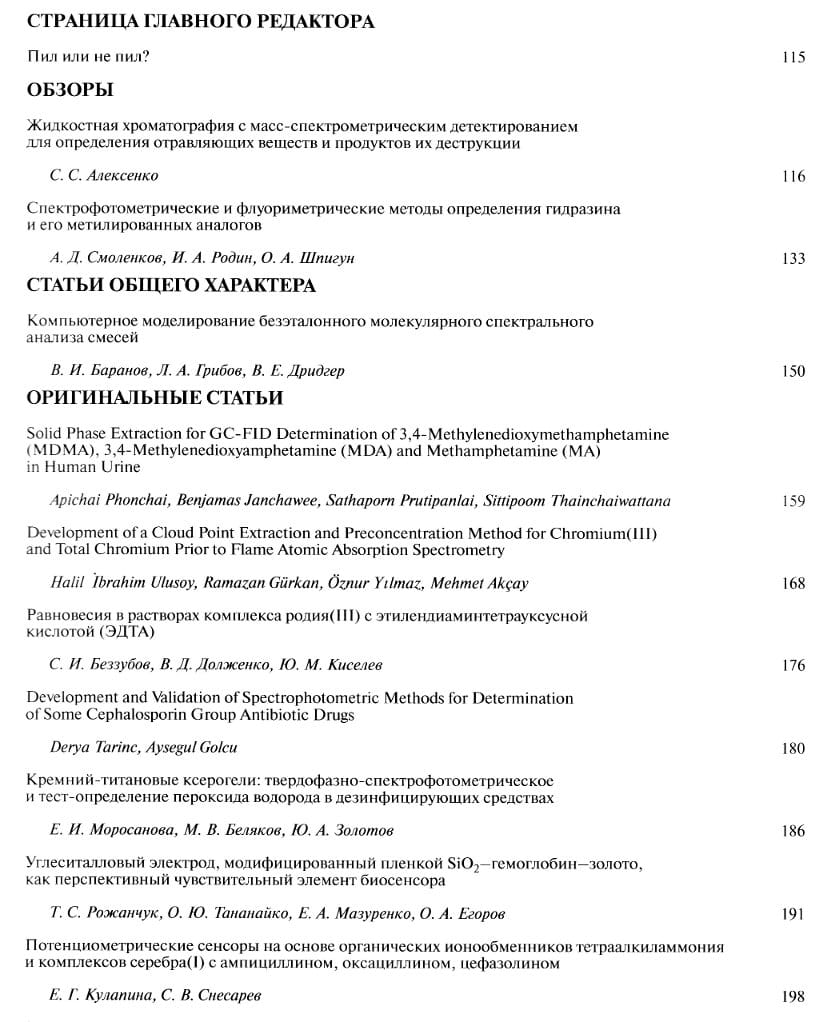 СТРАНИЦА ГЛАВНОГО РЕДАКТОРА
Пил или не пил? 115
ОБЗОРЫ
Жидкостная хроматография с масс-спектрометрическим детектированием
для определения отравляющих веществ и продуктов их деструкции
С. С. Алексенко 116
Спектрофотометрические и флуориметрические методы определения гидразина
и его метилированных аналогов
А. Д. Смоленков, И. А. Родин, О. А. Шпигун 133
СТАТЬИ ОБЩЕГО ХАРАКТЕРА
Компьютерное моделирование безэталонного молекулярного спектрального
анализа смесей
В. И. Баранов, Л. А. Грибов, В. Е. Дридгер 150
ОРИГИНАЛЬНЫЕ СТАТЬИ
Solid Phase Extraction for GC-FID Determination of 3,4-Methylenedioxymethamphetamine
(MDMA), 3,4-Methylenedioxyamphetamine (MDA) and Methamphetamine (MA)
in Human Urine
Apichai Phonchai, Benjamas Janchawee, Sathaporn Prutipanlai, Sittipoom Thainchaiwattana 159
Development of a Cloud Point Extraction and Preconcentration Method for Chromium(III)
and Total Chromium Prior to Flame Atomic Absorption Spectrometry
Halil İbrahim Ulusoy, Ramazan Gürkan, Öznur Yılmaz, Mehmet Akçay 168
Равновесия в растворах комплекса родия(III) с этилендиаминтетрауксусной
кислотой (ЭДТА)
С. И. Беззубов, В. Д. Долженко, Ю. М. Киселев 176
Development and Validation of Spectrophotometric Methods for Determination
of Some Cephalosporin Group Antibiotic Drugs
Derya Tarinc, Aysegul Golcu 180
Кремний-титановые ксерогели: твердофазно-спектрофотометрическое
и тест-определение пероксида водорода в дезинфицирующих средствах
Е. И. Моросанова, М. В. Беляков, Ю. А. Золотов 186
Углеситалловый электрод, модифицированный пленкой SiO₂–гемоглобин–золото,
как перспективный чувствительный элемент биосенсора
Т. С. Рожанчук, О. Ю. Тананайко, Е. А. Мазуренко, О. А. Егоров 191
Потенциометрические сенсоры на основе органических ионообменников тетраалкиламмония
и комплексов серебра(I) с ампициллином, оксациллином, цефазолином
Е. Г. Кулапина, С. В. Снесарев 198